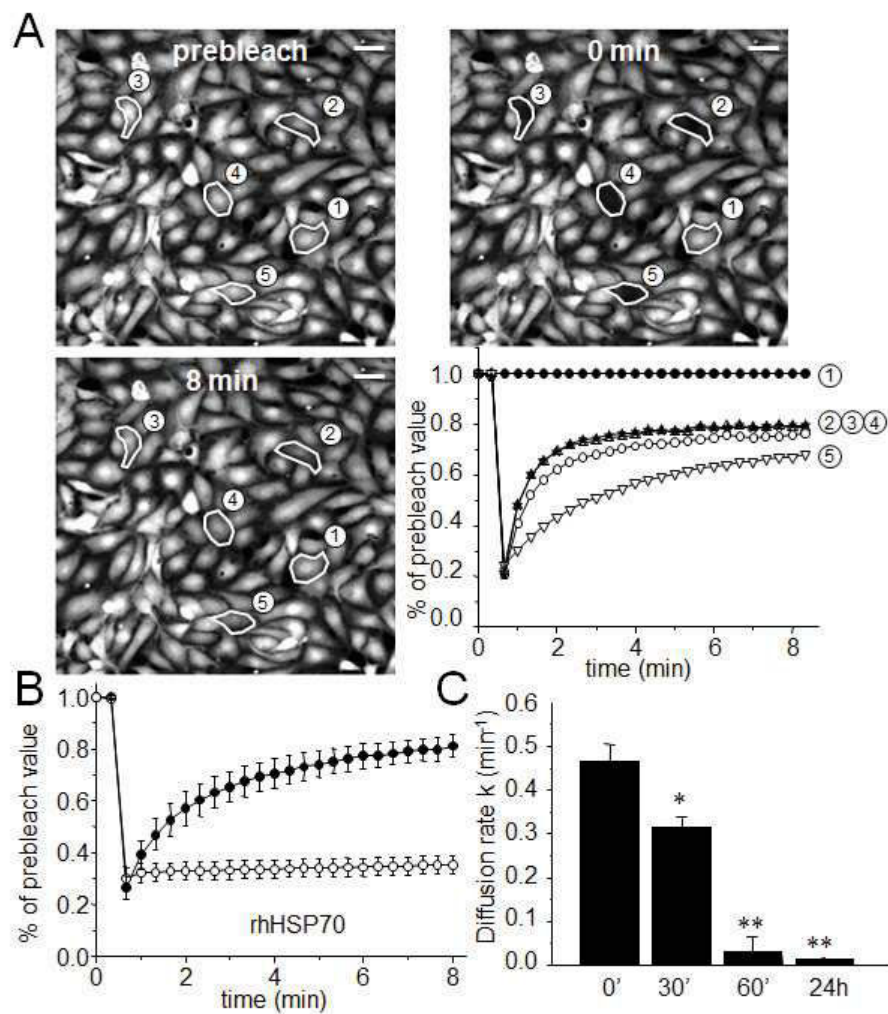 A
prebleach
3
2
4
1
5
0 min
3
2
4
1
5
8 min
3
2
4
1
5
% of prebleach value
1.0
0.8
0.6
0.4
0.2
0.0
0 2 4 6 8
time (min)
1
2 3 4
5
B
% of prebleach value
1.0
0.8
0.6
0.4
0.2
0.0
rhHSP70
0 2 4 6 8
time (min)
C
Diffusion rate k (min⁻¹)
0.6
0.5
0.4
0.3
0.2
0.1
0.0
*
**
**
0' 30' 60' 24h